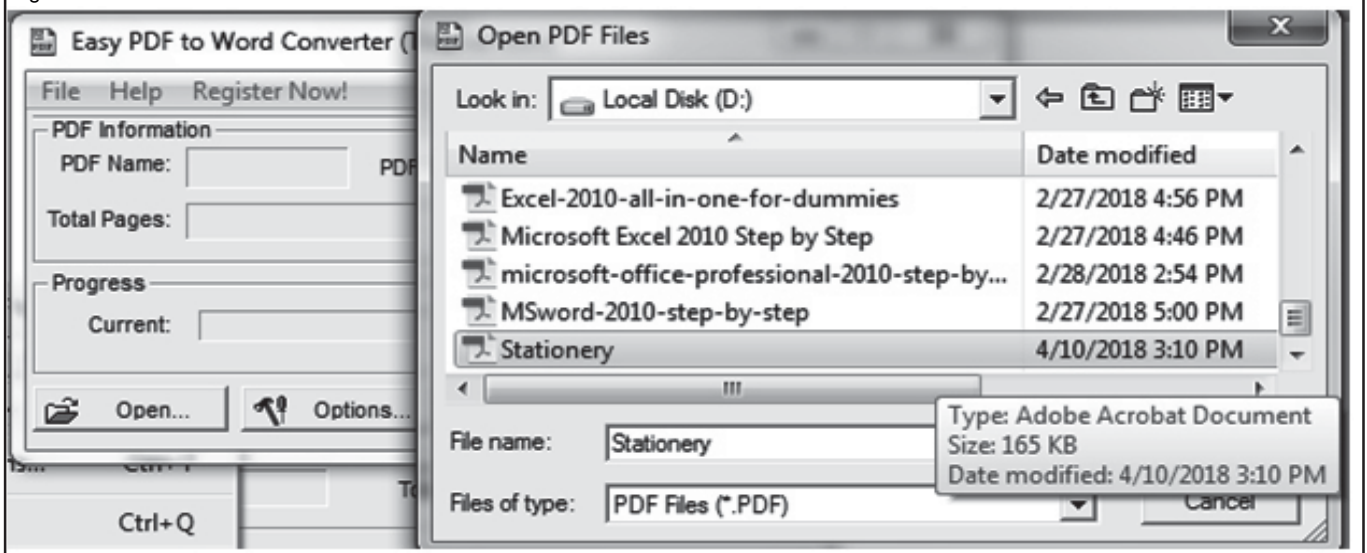 Easy PDF to Word Converter (T
File Help Register Now!
PDF Information
PDF Name:
PDF
Total Pages:
Progress
Current:
Open...
Options...
Ctrl+Q
Open PDF Files
Look in: Local Disk (D:)
Name Date modified
Excel-2010-all-in-one-for-dummies 2/27/2018 4:56 PM
Microsoft Excel 2010 Step by Step 2/27/2018 4:46 PM
microsoft-office-professional-2010-step-by... 2/28/2018 2:54 PM
MSword-2010-step-by-step 2/27/2018 5:00 PM
Stationery 4/10/2018 3:10 PM
File name: Stationery
Files of type: PDF Files (*.PDF)
Type: Adobe Acrobat Document
Size: 165 KB
Date modified: 4/10/2018 3:10 PM
Cancel